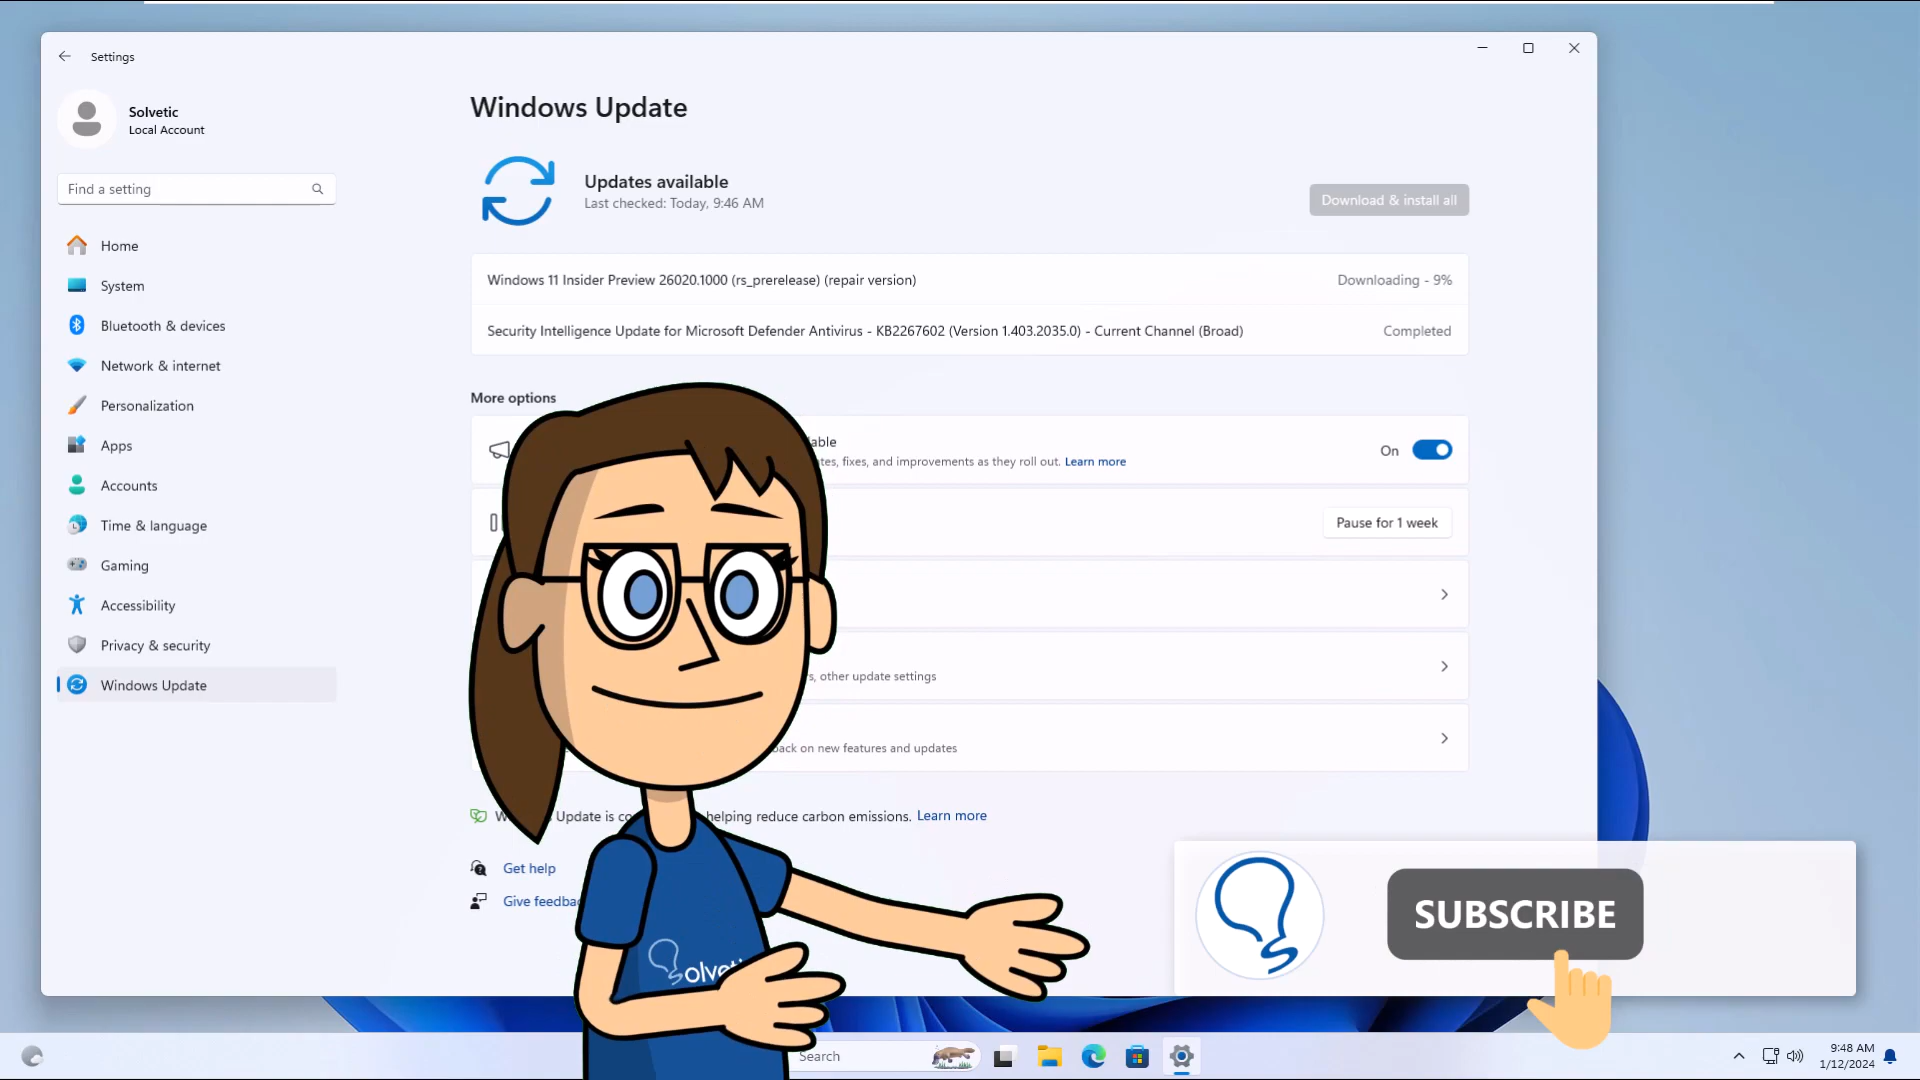 Settings
Solvetic
Local Account
Find a setting
Home
System
Bluetooth & devices
Network & internet
Personalization
Apps
Accounts
Time & language
Gaming
Accessibility
Privacy & security
Windows Update
Windows Update
Updates available
Last checked: Today, 9:46 AM
Download & install all
Windows 11 Insider Preview 26020.1000 (rs_prerelease) (repair version)
Downloading - 9%
Security Intelligence Update for Microsoft Defender Antivirus - KB2267602 (Version 1.403.2035.0) - Current Channel (Broad)
Completed
More options
fixes, and improvements as they roll out. Learn more
On
Pause for 1 week
other update settings
on new features and updates
Update is helping reduce carbon emissions. Learn more
Get help
Give
SUBSCRIBE
Search
9:48 AM
1/12/2024